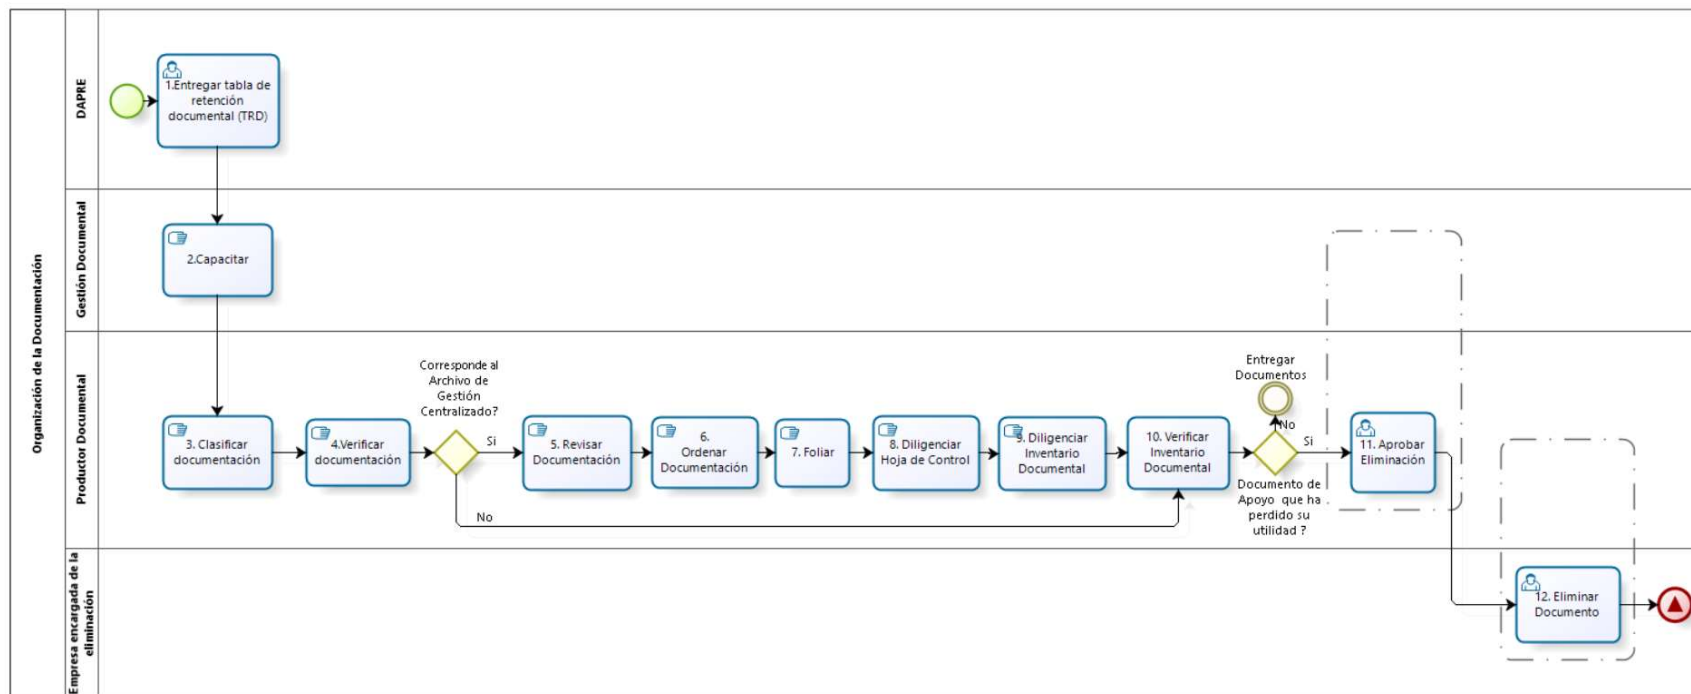 Organización de la Documentación
DAPRE
1.Entregar tabla de
retención
documental (TRD)
Gestión Documental
2.Capacitar
Productor Documental
3. Clasificar
documentación
4.Verificar
documentación
Corresponde al
Archivo de
Gestión
Centralizado?
Si
No
5. Revisar
Documentación
6.
Ordenar
Documentación
7. Foliar
8. Diligenciar
Hoja de Control
9. Diligenciar
Inventario
Documental
10. Verificar
Inventario
Documental
Entregar
Documentos
No
Si
Documento de
Apoyo que ha
perdido su
utilidad ?
11. Aprobar
Eliminación
Empresa encargada de la
eliminación
12. Eliminar
Documento